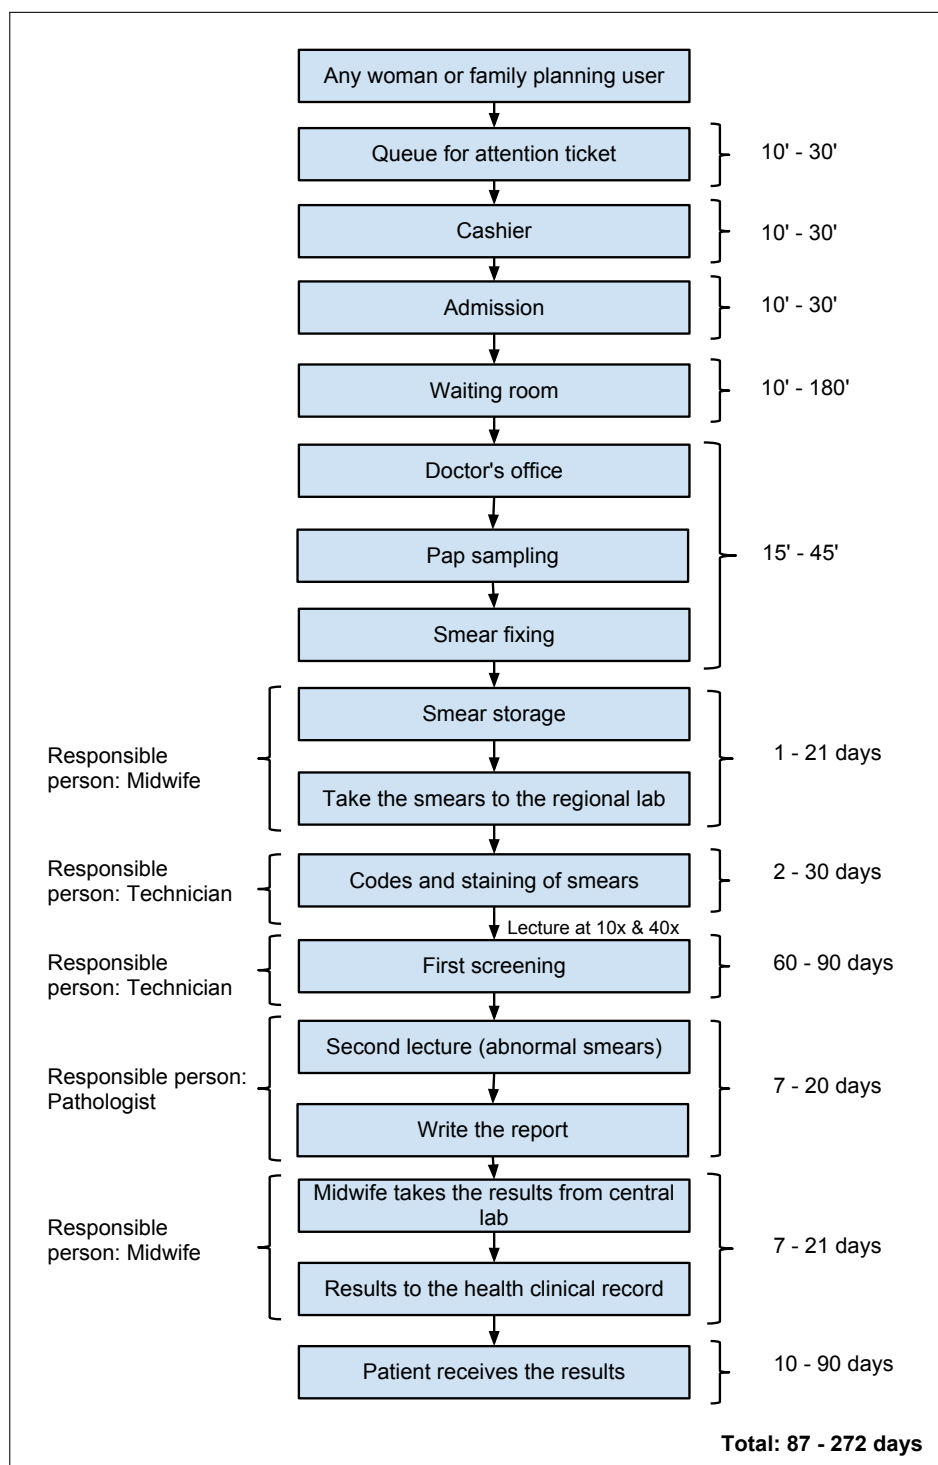 Any woman or family planning user
Queue for attention ticket
10' - 30'
Cashier
10' - 30'
Admission
10' - 30'
Waiting room
10' - 180'
Doctor's office
Pap sampling
15' - 45'
Smear fixing
Smear storage
Responsible
person: Midwife
1 - 21 days
Take the smears to the regional lab
Responsible
person: Technician
Codes and staining of smears
2 - 30 days
Lecture at 10x & 40x
Responsible
person: Technician
First screening
60 - 90 days
Second lecture (abnormal smears)
Responsible person:
Pathologist
7 - 20 days
Write the report
Midwife takes the results from central
lab
Responsible
person: Midwife
7 - 21 days
Results to the health clinical record
Patient receives the results
10 - 90 days
Total: 87 - 272 days